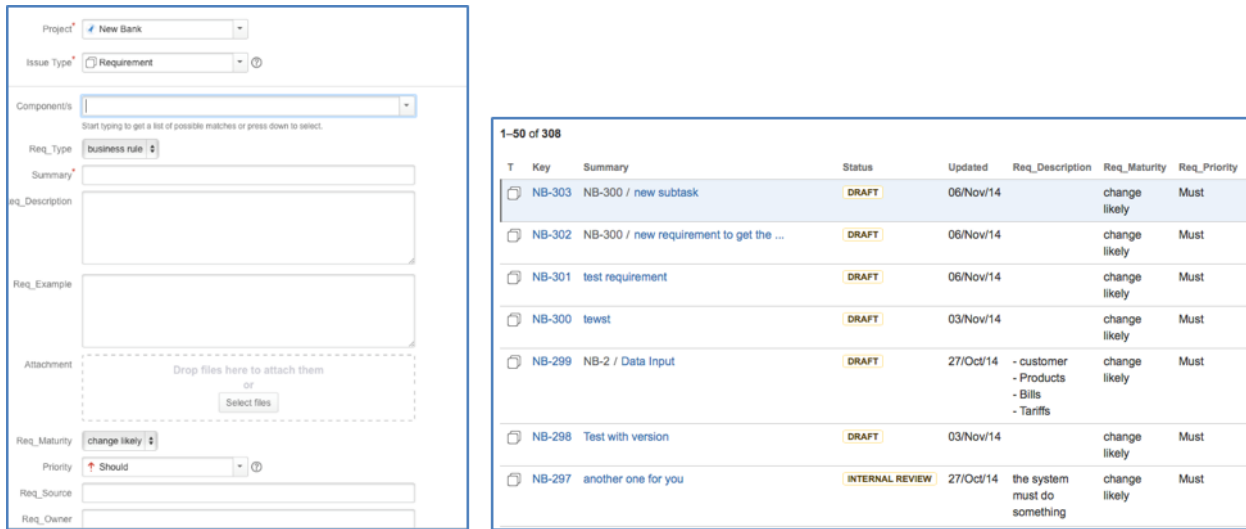 Project* New Bank
Issue Type* Requirement
Component/s
Start typing to get a list of possible matches or press down to select.
Req_Type business rule
Summary*
eq_Description
Req_Example
Attachment
Drop files here to attach them
or
Select files
Req_Maturity change likely
Priority Should
Req_Source
Req_Owner
1–50 of 308
T Key Summary Status Updated Req_Description Req_Maturity Req_Priority
NB-303 NB-300 / new subtask DRAFT 06/Nov/14 change Must
likely
NB-302 NB-300 / new requirement to get the ... DRAFT 06/Nov/14 change Must
likely
NB-301 test requirement DRAFT 06/Nov/14 change Must
likely
NB-300 tewst DRAFT 03/Nov/14 change Must
likely
NB-299 NB-2 / Data Input DRAFT 27/Oct/14 - customer change Must
- Products likely
- Bills
- Tariffs
NB-298 Test with version DRAFT 03/Nov/14 change Must
likely
NB-297 another one for you INTERNAL REVIEW 27/Oct/14 the system change Must
must do likely
something